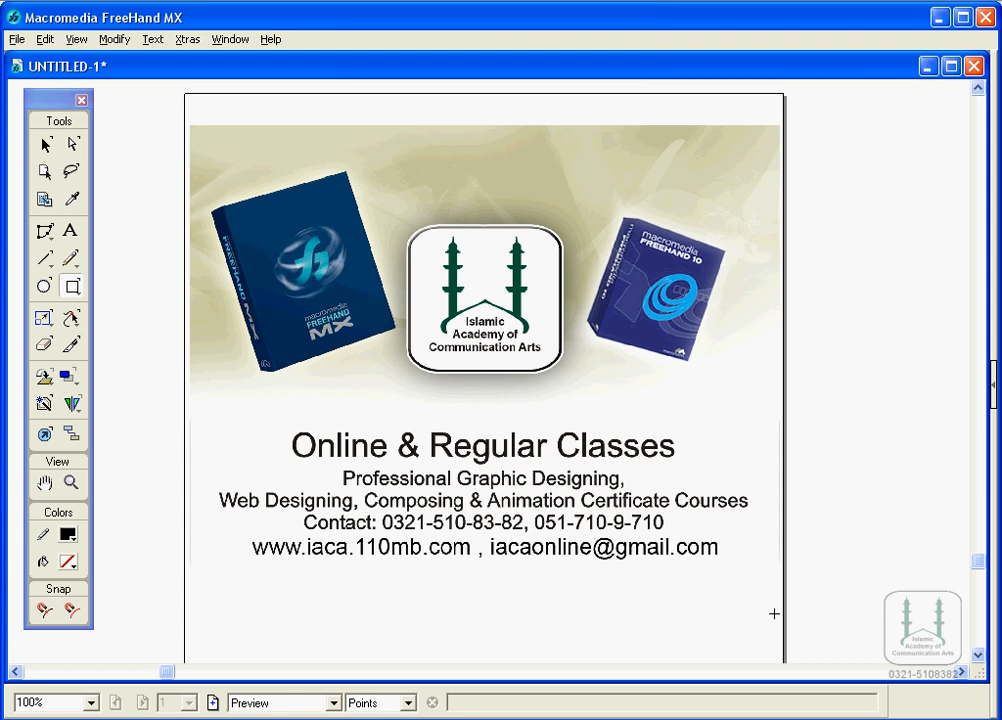 Macromedia FreeHand MX
File Edit View Modify Text Xtras Window Help
UNTITLED-1*
Tools
View
Colors
Snap
FREEHAND MX
macromedia
FREEHAND
MX
Islamic
Academy of
Communication Arts
macromedia
FREEHAND 10
Online & Regular Classes
Professional Graphic Designing,
Web Designing, Composing & Animation Certificate Courses
Contact: 0321-510-83-82, 051-710-9-710
www.iaca.110mb.com , iacaonline@gmail.com
Islamic
Academy of
Communication Arts
0321-5108382
100% 1 Preview Points